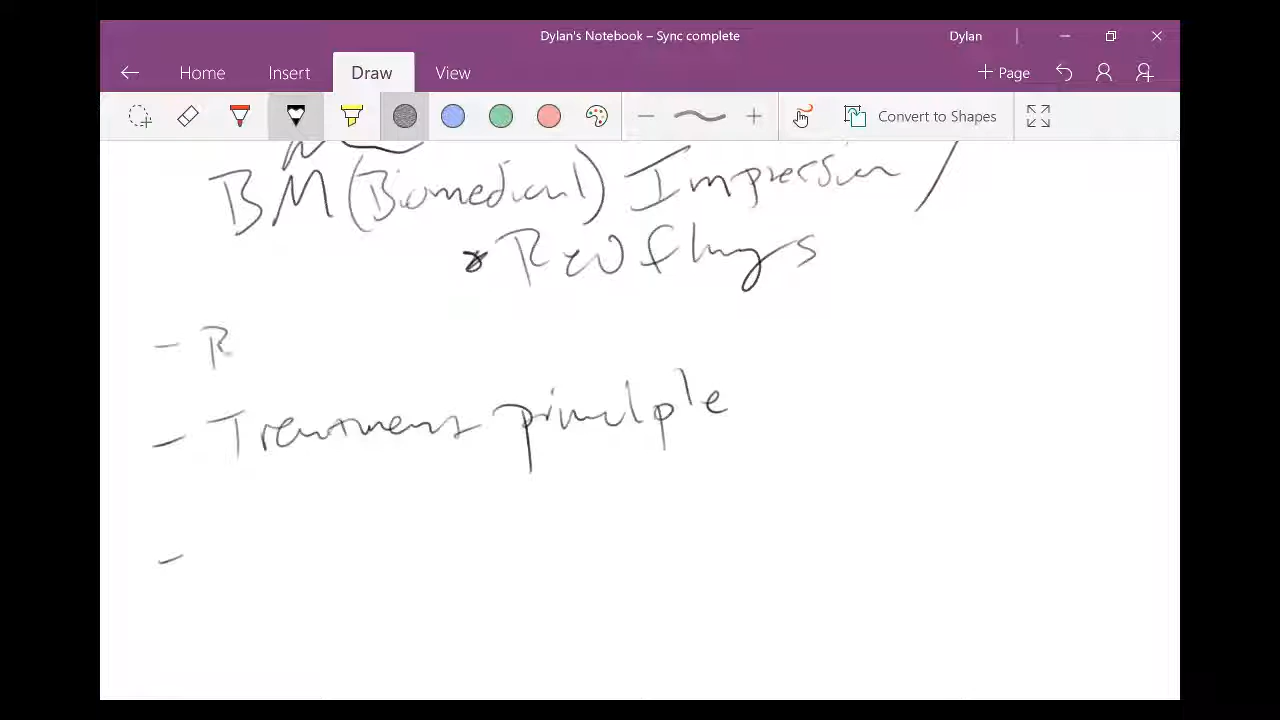 Dylan's Notebook – Sync complete Dylan
Home Insert Draw View + Page
Convert to Shapes
BM (Biomedical) Impression /
* Red flags
- R
- Treatment principle
-